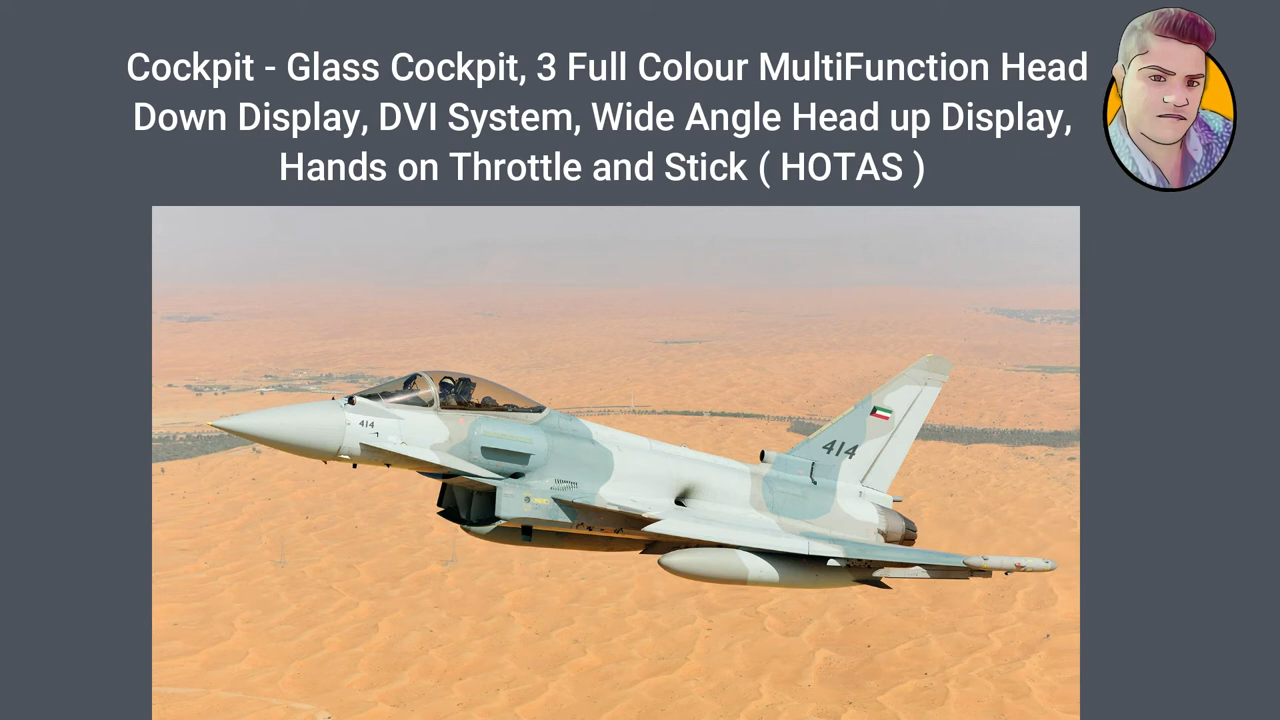 Cockpit - Glass Cockpit, 3 Full Colour MultiFunction Head
Down Display, DVI System, Wide Angle Head up Display,
Hands on Throttle and Stick ( HOTAS )
414
414